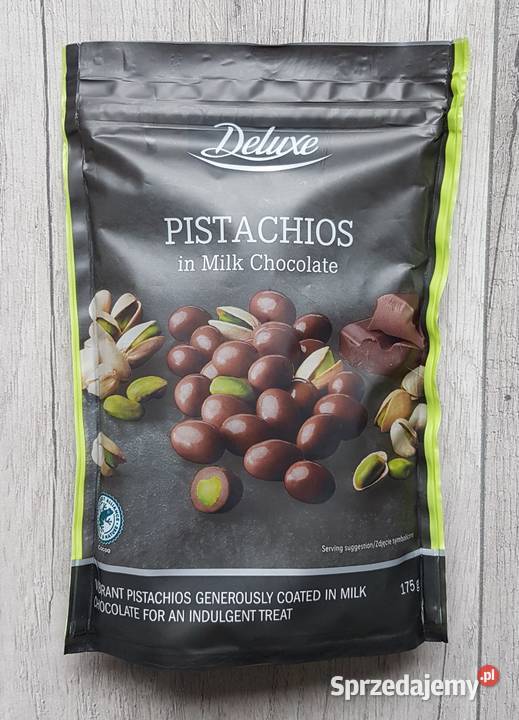 Deluxe
PISTACHIOS
in Milk Chocolate
Cocoa
Serving suggestion/Zdjęcie
175 g
PISTACHIOS GENEROUSLY COATED IN MILK
CHOCOLATE FOR AN INDULGENT TREAT
Sprzedajemy.pl